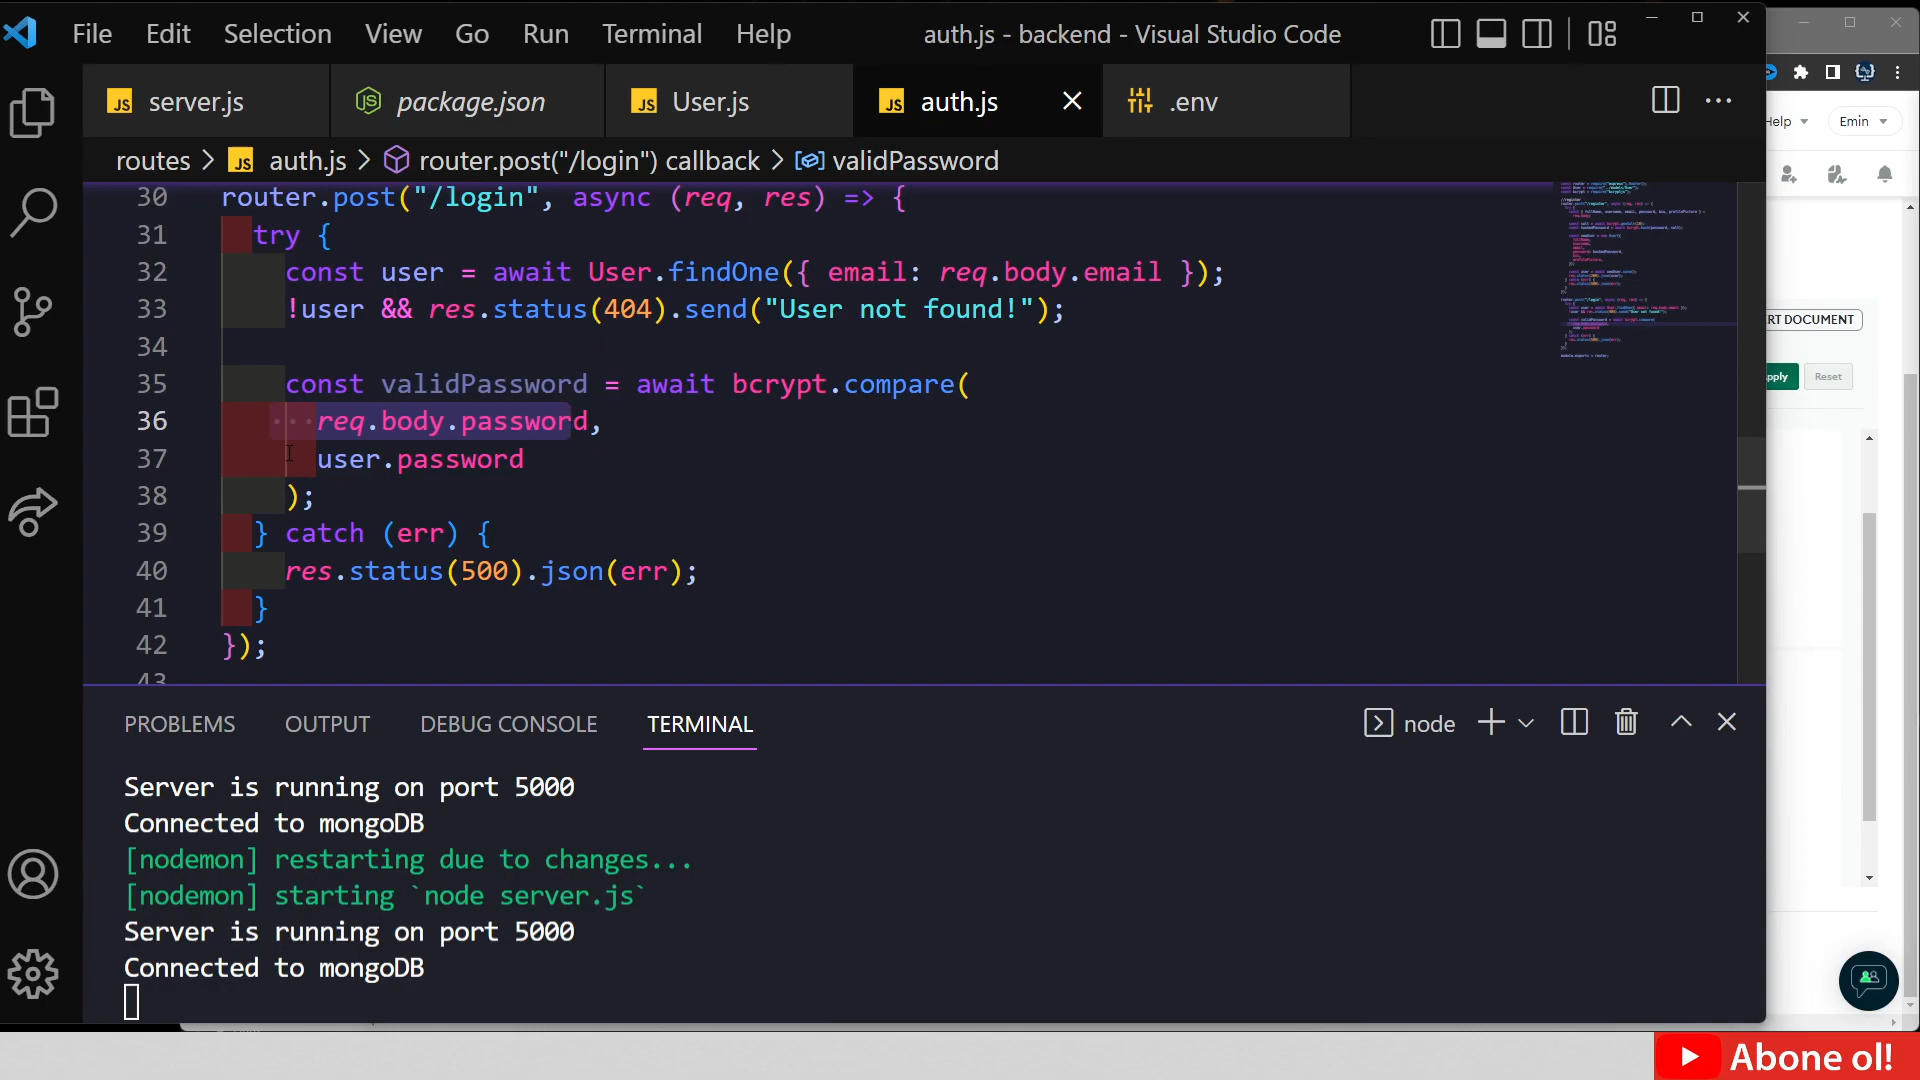 File Edit Selection View Go Run Terminal Help auth.js - backend - Visual Studio Code
JS server.js JS package.json JS User.js JS auth.js .env
Help Emin
routes > JS auth.js > router.post("/login") callback > validPassword
30 router.post("/login", async (req, res) => {
31 try {
32 const user = await User.findOne({ email: req.body.email });
33 !user && res.status(404).send("User not found!");
34
35 const validPassword = await bcrypt.compare(
36 req.body.password,
37 user.password
38 );
39 } catch (err) {
40 res.status(500).json(err);
41 }
42 });
43
RT DOCUMENT
pply Reset
PROBLEMS OUTPUT DEBUG CONSOLE TERMINAL node
Server is running on port 5000
Connected to mongoDB
[nodemon] restarting due to changes...
[nodemon] starting `node server.js`
Server is running on port 5000
Connected to mongoDB
Abone ol!